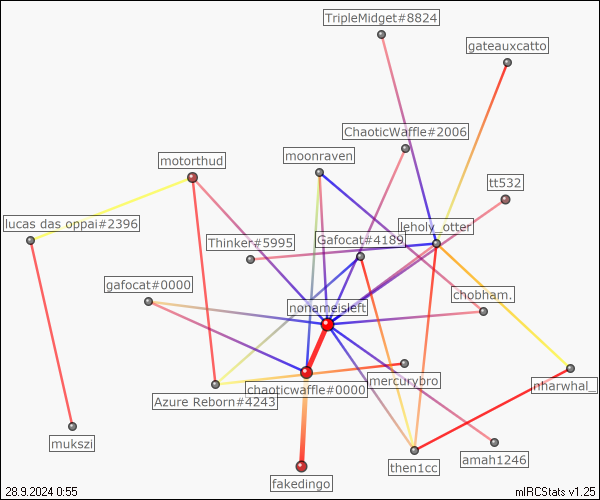 TripleMidget#8824
gateauxcatto
ChaoticWaffle#2006
moonraven
motorthud
tt532
lucas das oppai#2396
leholy_otter
Thinker#5995
Gafocat#4189
gafocat#0000
chobham.
nonameisleft
mercurybro
chaoticwaffle#0000
nharwhal_
Azure Reborn#4243
mukszi
amah1246
then1cc
fakedingo
28.9.2024 0:55
mIRCStats v1.25